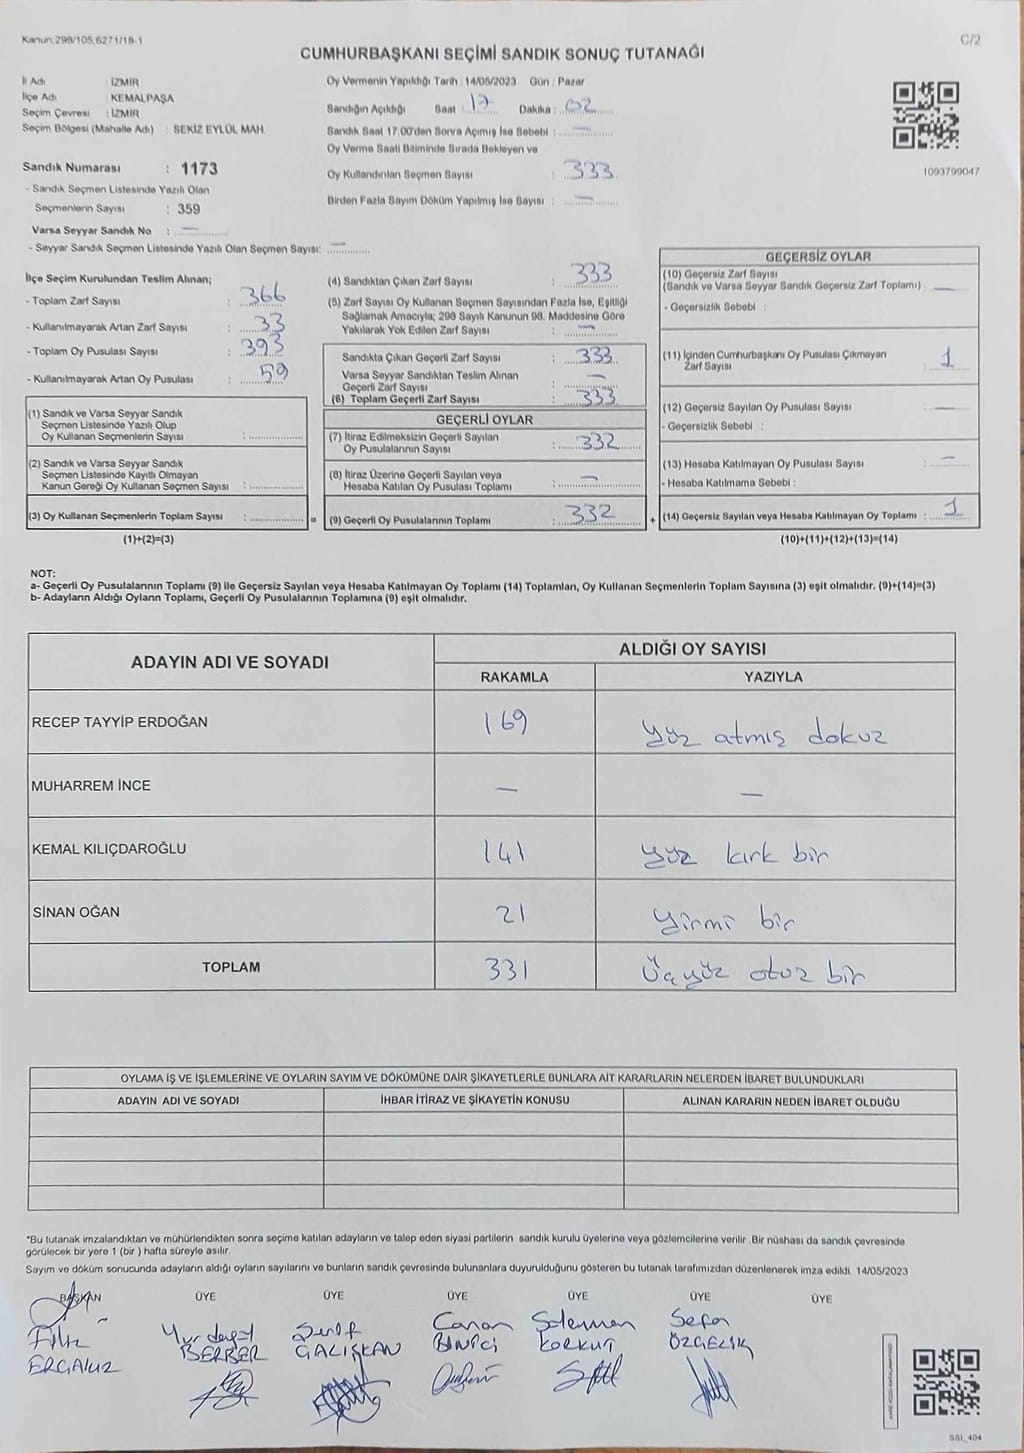 Kanun 298/105,6271/18-1
C/2
CUMHURBAŞKANI SEÇİMİ SANDIK SONUÇ TUTANAĞI
İl Adı : İZMİR
İlçe Adı : KEMALPAŞA
Seçim Çevresi : İZMİR
Seçim Bölgesi (Mahalle Adı) : SEKİZ EYLÜL MAH.
Sandık Numarası : 1173
- Sandık Seçmen Listesinde Yazılı Olan
Seçmenlerin Sayısı : 359
Varsa Seyyar Sandık No : —
- Seyyar Sandık Seçmen Listesinde Yazılı Olan Seçmen Sayısı: —
Oy Vermenin Yapıldığı Tarih : 14/05/2023 Gün : Pazar
Sandığın Açıldığı Saat : 17 Dakika : 02
Sandık Saat 17:00'den Sonra Açımış İse Sebebi : —
Oy Verme Saati Bitiminde Sırada Bekleyen ve
Oy Kullandırılan Seçmen Sayısı : 333
Birden Fazla Sayım Döküm Yapılmış İse Sayısı : —
1093799047
İlçe Seçim Kurulundan Teslim Alınan;
- Toplam Zarf Sayısı : 366
- Kullanılmayarak Artan Zarf Sayısı : 33
- Toplam Oy Pusulası Sayısı : 393
- Kullanılmayarak Artan Oy Pusulası : 59
(1) Sandık ve Varsa Seyyar Sandık
Seçmen Listesinde Yazılı Olup
Oy Kullanan Seçmenlerin Sayısı :
(2) Sandık ve Varsa Seyyar Sandık
Seçmen Listesinde Kayıtlı Olmayan
Kanun Gereği Oy Kullanan Seçmen Sayısı :
(3) Oy Kullanan Seçmenlerin Toplam Sayısı : =
(1)+(2)=(3)
(4) Sandıktan Çıkan Zarf Sayısı : 333
(5) Zarf Sayısı Oy Kullanan Seçmen Sayısından Fazla İse, Eşitliği
Sağlamak Amacıyla; 298 Sayılı Kanunun 98. Maddesine Göre
Yakılarak Yok Edilen Zarf Sayısı : —
Sandıkta Çıkan Geçerli Zarf Sayısı : 333
Varsa Seyyar Sandıktan Teslim Alınan
Geçerli Zarf Sayısı : —
(6) Toplam Geçerli Zarf Sayısı : 333
GEÇERLİ OYLAR
(7) İtiraz Edilmeksizin Geçerli Sayılan
Oy Pusulalarının Sayısı : 332
(8) İtiraz Üzerine Geçerli Sayılan veya
Hesaba Katılan Oy Pusulası Toplamı : —
(9) Geçerli Oy Pusulalarının Toplamı : 332 +
GEÇERSİZ OYLAR
(10) Geçersiz Zarf Sayısı
(Sandık ve Varsa Seyyar Sandık Geçersiz Zarf Toplamı) : —
- Geçersizlik Sebebi :
(11) İçinden Cumhurbaşkanı Oy Pusulası Çıkmayan
Zarf Sayısı : 1
(12) Geçersiz Sayılan Oy Pusulası Sayısı : —
- Geçersizlik Sebebi :
(13) Hesaba Katılmayan Oy Pusulası Sayısı : —
- Hesaba Katılmama Sebebi :
(14) Geçersiz Sayılan veya Hesaba Katılmayan Oy Toplamı : 1
(10)+(11)+(12)+(13)=(14)
NOT:
a- Geçerli Oy Pusulalarının Toplamı (9) ile Geçersiz Sayılan veya Hesaba Katılmayan Oy Toplamı (14) Toplamları, Oy Kullanan Seçmenlerin Toplam Sayısına (3) eşit olmalıdır. (9)+(14)=(3)
b- Adayların Aldığı Oyların Toplamı, Geçerli Oy Pusulalarının Toplamına (9) eşit olmalıdır.
ADAYIN ADI VE SOYADI ALDIĞI OY SAYISI
RAKAMLA YAZIYLA
RECEP TAYYİP ERDOĞAN 169 yüz atmış dokuz
MUHARREM İNCE — —
KEMAL KILIÇDAROĞLU 141 yüz kırk bir
SİNAN OĞAN 21 yirmi bir
TOPLAM 331 Üçyüz otuz bir
OYLAMA İŞ VE İŞLEMLERİNE VE OYLARIN SAYIM VE DÖKÜMÜNE DAİR ŞİKAYETLERLE BUNLARA AİT KARARLARIN NELERDEN İBARET BULUNDUKLARI
ADAYIN ADI VE SOYADI İHBAR İTİRAZ VE ŞİKAYETİN KONUSU ALINAN KARARIN NEDEN İBARET OLDUĞU
*Bu tutanak imzalandıktan ve mühürlendikten sonra seçime katılan adayların ve talep eden siyasi partilerin sandık kurulu üyelerine veya gözlemcilerine verilir .Bir nüshası da sandık çevresinde
görülecek bir yere 1 (bir ) hafta süreyle asılır.
Sayım ve döküm sonucunda adayların aldığı oyların sayılarını ve bunların sandık çevresinde bulunanlara duyurulduğunu gösteren bu tutanak tarafımızdan düzenlenerek imza edildi. 14/05/2023
BAŞKAN ÜYE ÜYE ÜYE ÜYE ÜYE ÜYE
Filiz Yurdagül Şerif Canan Süleyman Sefa
BERBER ÇALIŞKAN BİNİCİ KORKUT ÖZÇELİK
SSI_404